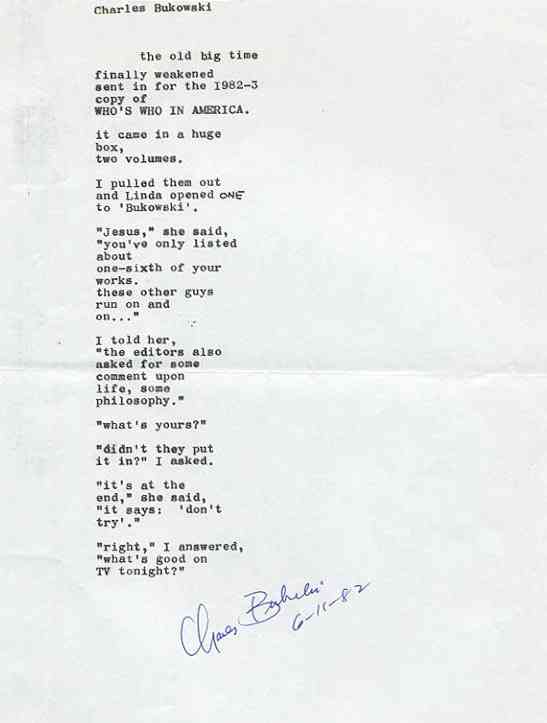 Charles Bukowski
the old big time
finally weakened
sent in for the 1982-3
copy of
WHO'S WHO IN AMERICA.
it came in a huge
box,
two volumes.
I pulled them out
and Linda opened ONE
to 'Bukowski'.
"Jesus," she said,
"you've only listed
about
one-sixth of your
works.
these other guys
run on and
on..."
I told her,
"the editors also
asked for some
comment upon
life, some
philosophy."
"what's yours?"
"didn't they put
it in?" I asked.
"it's at the
end," she said,
"it says: 'don't
try'."
"right," I answered,
"what's good on
TV tonight?"
Charles Bukowski
6-11-82